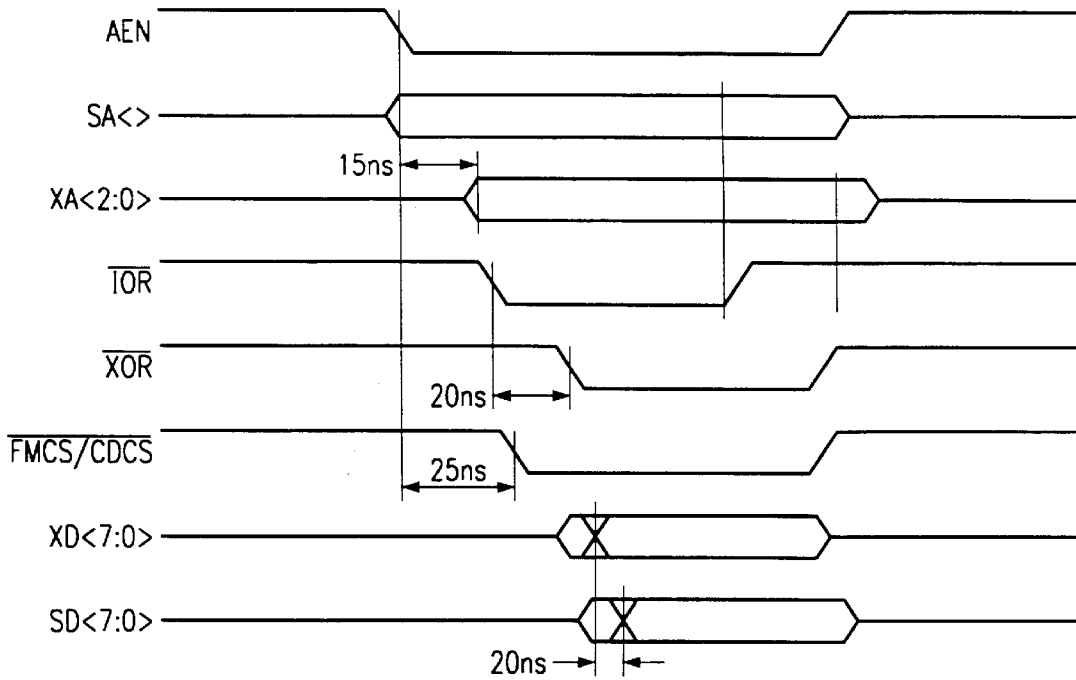 AEN
SA<>
15ns
XA<2:0>
IOR
XOR
20ns
FMCS/CDCS
25ns
XD<7:0>
SD<7:0>
20ns